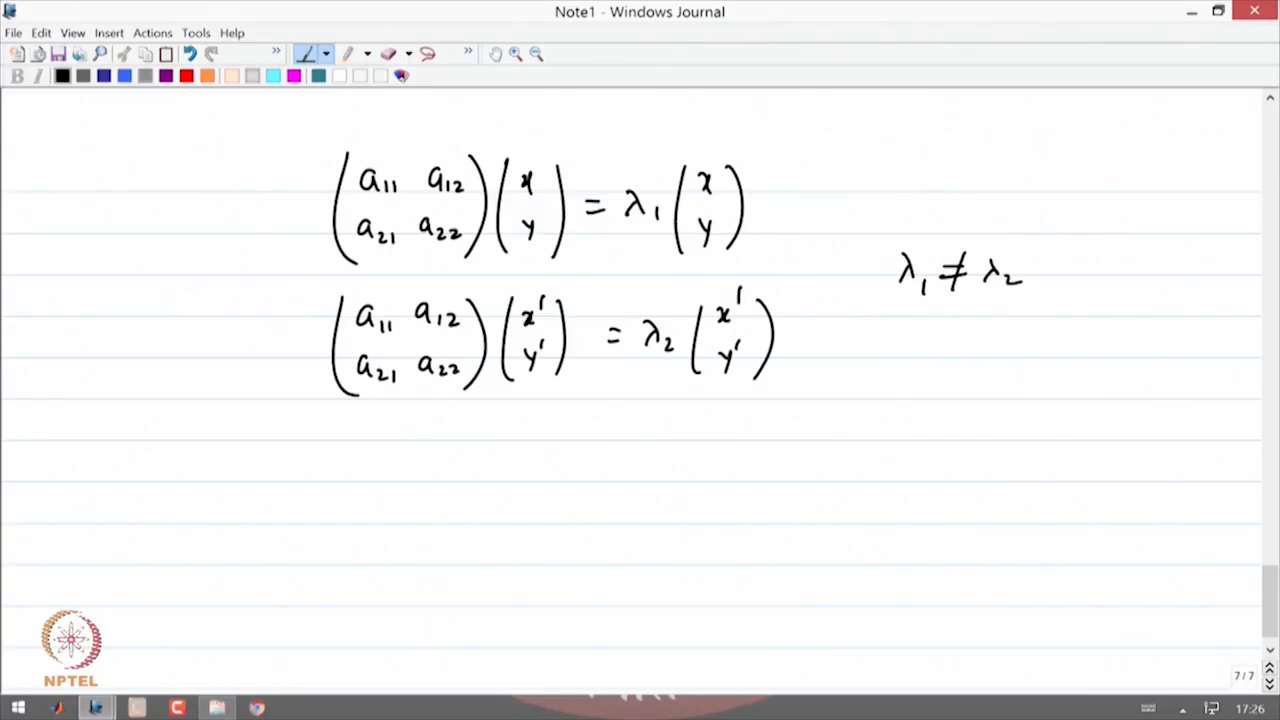 Note1 - Windows Journal
File Edit View Insert Actions Tools Help
( a11 a12 ) ( x ) = λ1 ( x )
( a21 a22 ) ( y ) ( y )
λ1 ≠ λ2
( a11 a12 ) ( x' ) = λ2 ( x' )
( a21 a22 ) ( y' ) ( y' )
NPTEL
7/7
17:26